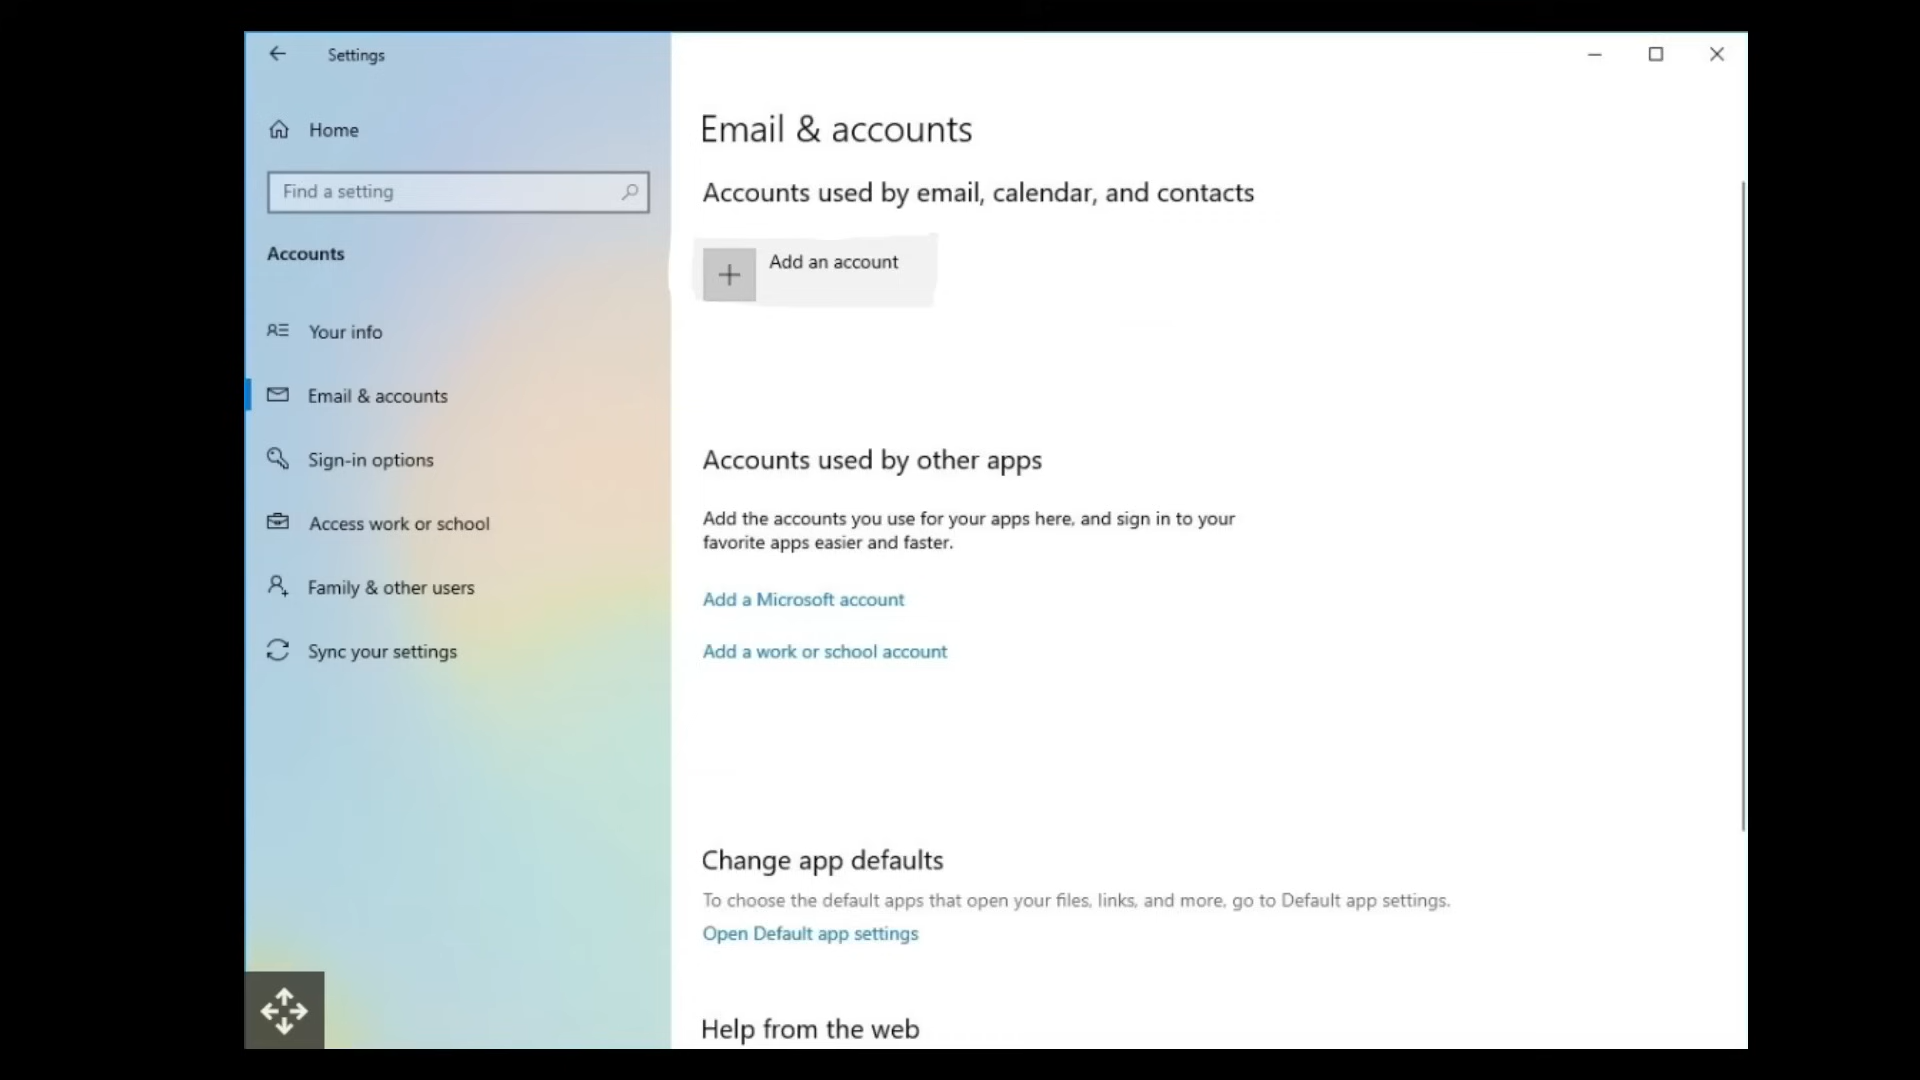 Settings
Home
Find a setting
Accounts
Your info
Email & accounts
Sign-in options
Access work or school
Family & other users
Sync your settings
Email & accounts
Accounts used by email, calendar, and contacts
Add an account
Accounts used by other apps
Add the accounts you use for your apps here, and sign in to your
favorite apps easier and faster.
Add a Microsoft account
Add a work or school account
Change app defaults
To choose the default apps that open your files, links, and more, go to Default app settings.
Open Default app settings
Help from the web